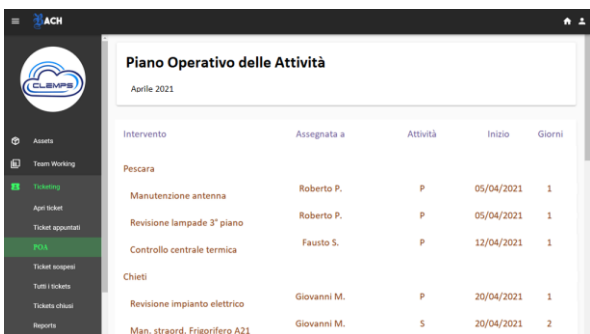 BACH
Piano Operativo delle Attività
Aprile 2021
CLEMPS
Intervento Assegnata a Attività Inizio Giorni
Assets
Team Working
Pescara
Ticketing
Manutenzione antenna Roberto P. P 05/04/2021 1
Apri ticket
Revisione lampade 3° piano Roberto P. P 05/04/2021 1
Ticket appuntati
POA
Controllo centrale termica Fausto S. P 12/04/2021 1
Ticket sospesi
Chieti
Tutti i tickets
Revisione impianto elettrico Giovanni M. P 20/04/2021 1
Tickets chiusi
Reports
Man. straord. Frigorifero A21 Giovanni M. S 20/04/2021 2